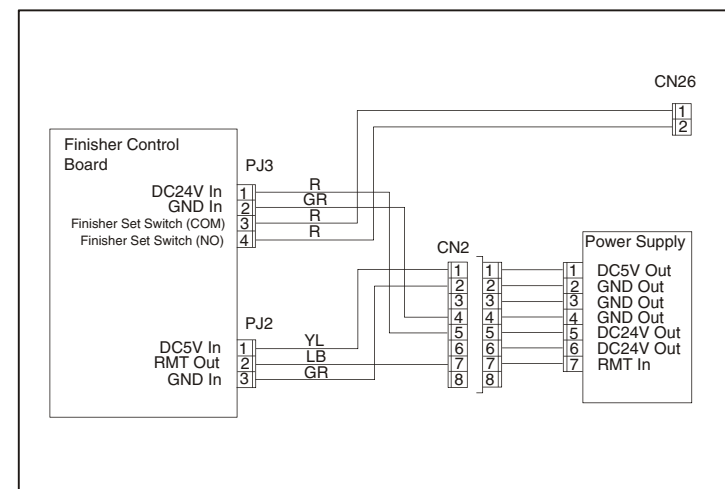 CN26
1
2
Finisher Control
Board
PJ3
DC24V In 1 R
GND In 2 GR
Finisher Set Switch (COM) 3 R
Finisher Set Switch (NO) 4 R
CN2
Power Supply
1 1 1 DC5V Out
2 2 2 GND Out
3 3 3 GND Out
4 4 4 GND Out
5 5 5 DC24V Out
6 6 6 DC24V Out
7 7 7 RMT In
8 8
PJ2
DC5V In 1 YL
RMT Out 2 LB
GND In 3 GR